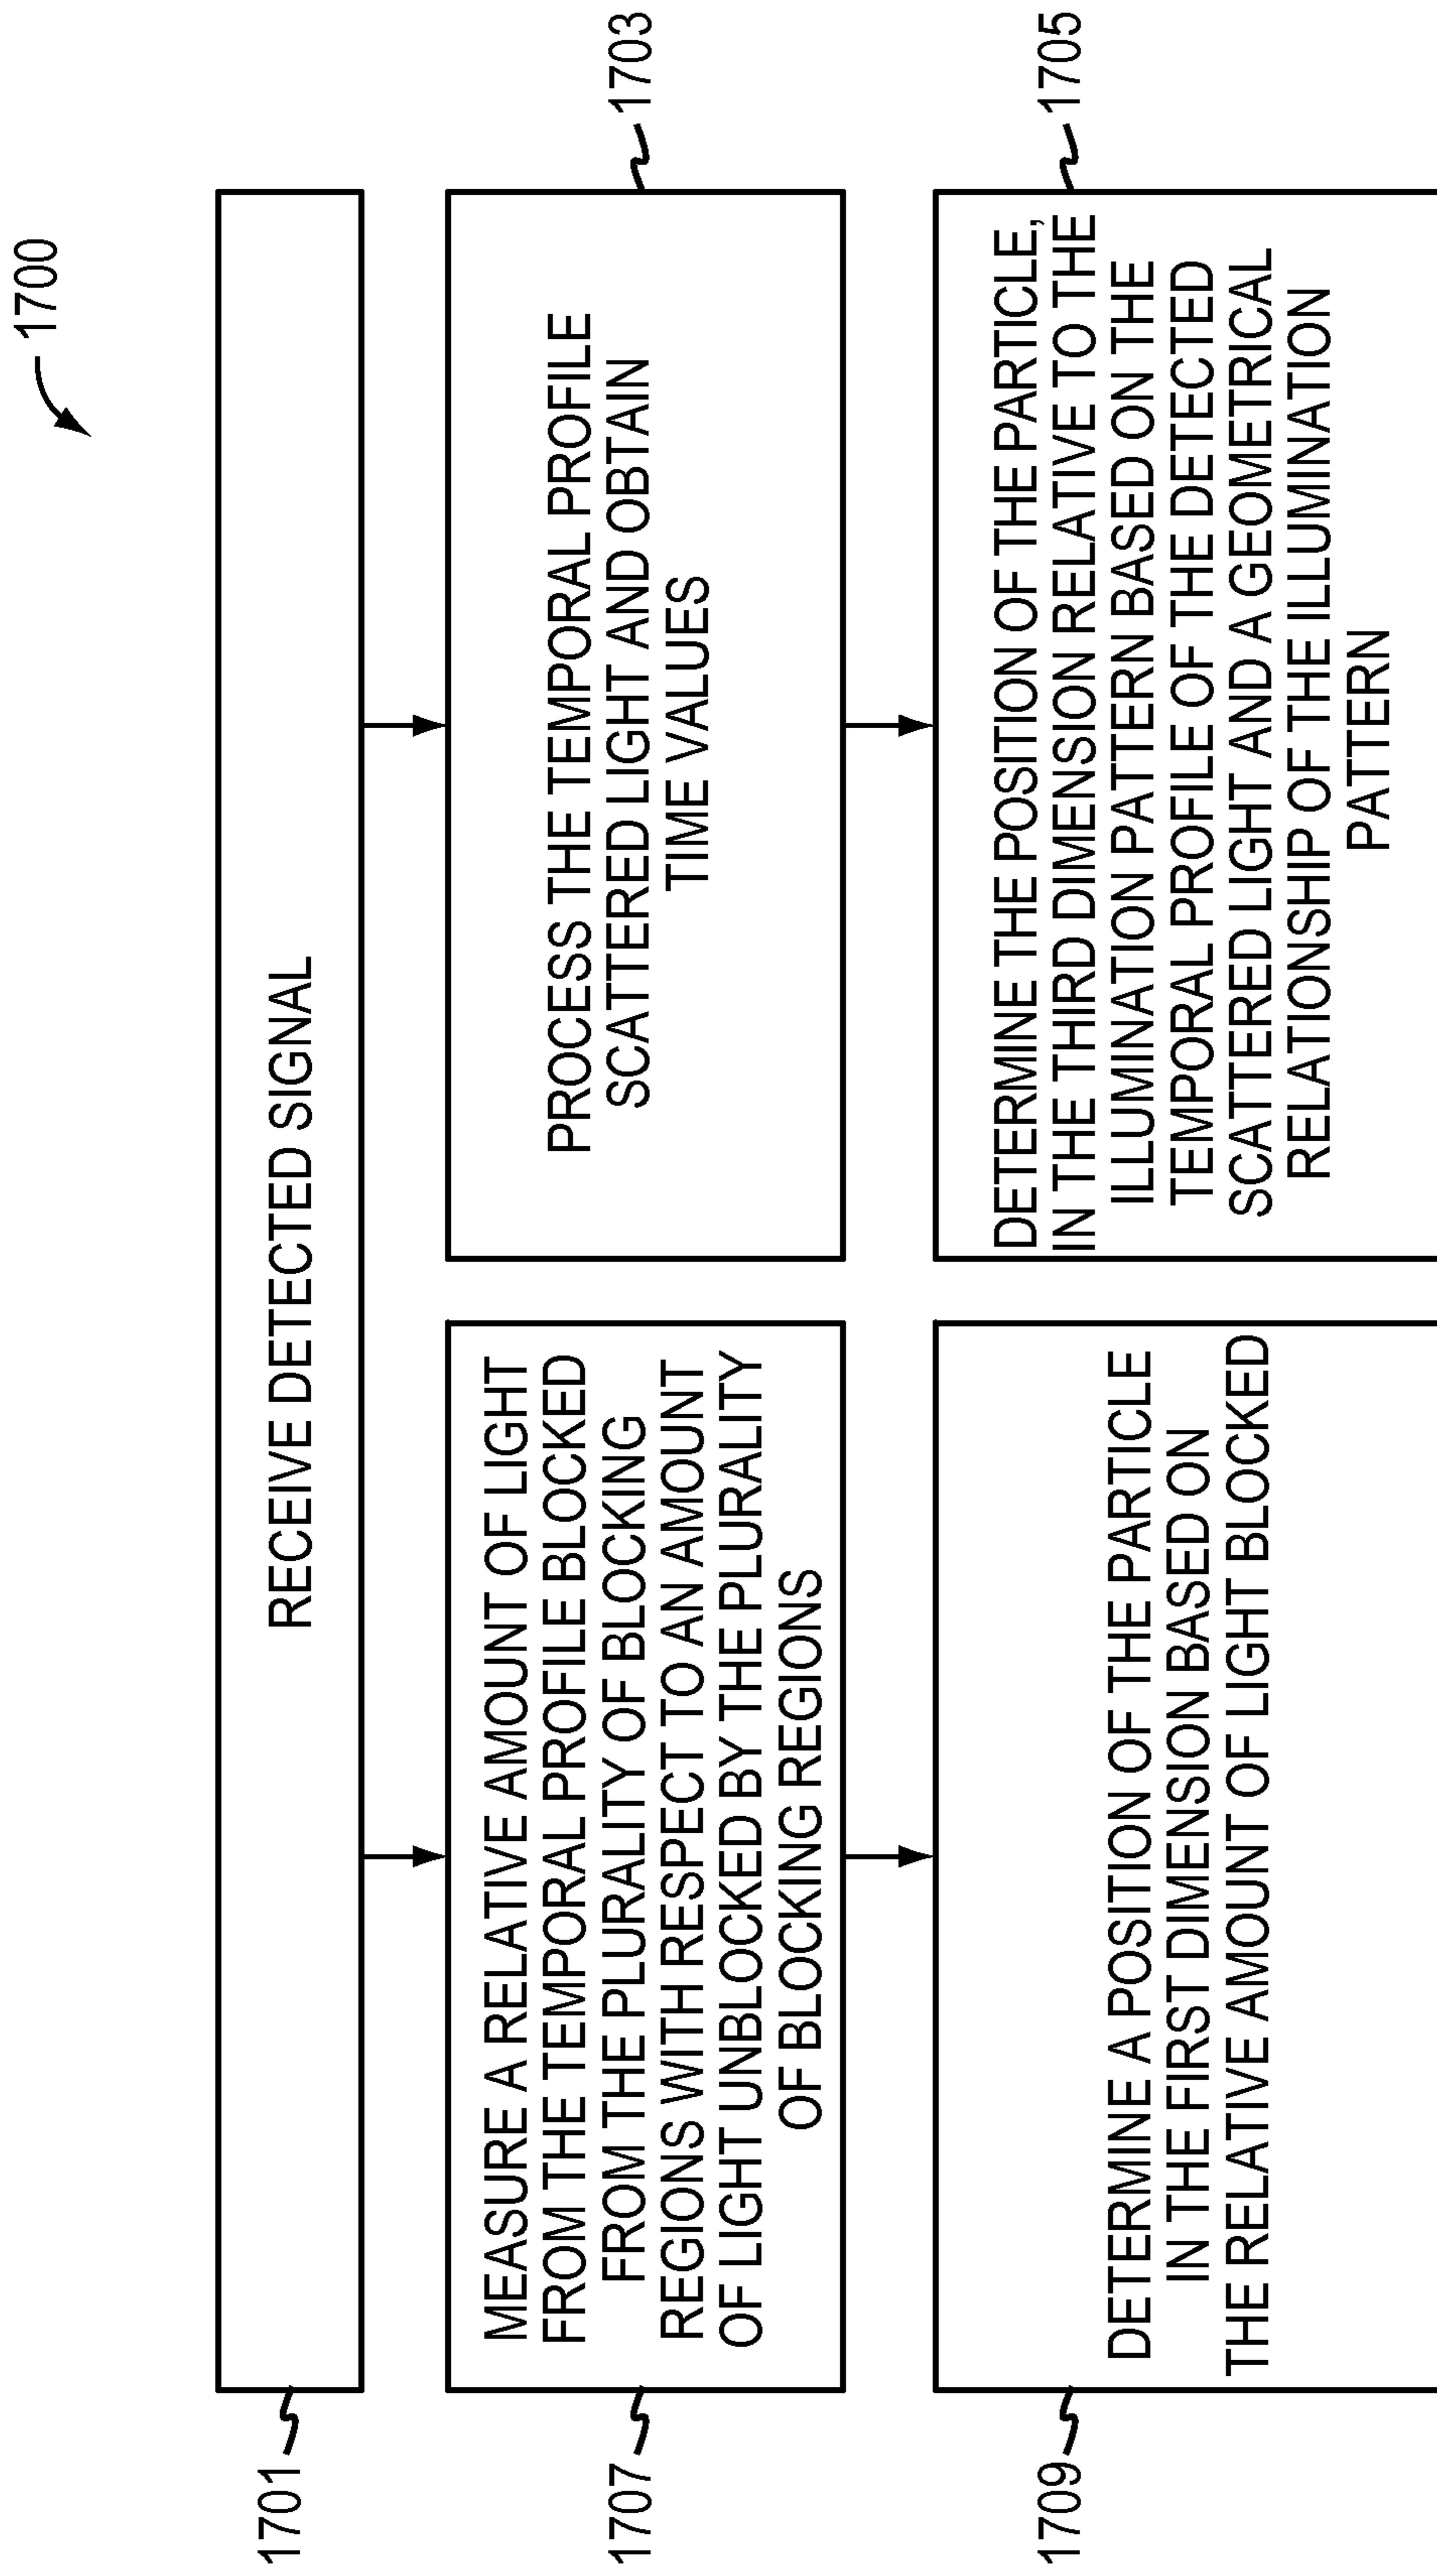 1700
RECEIVE DETECTED SIGNAL
1701
MEASURE A RELATIVE AMOUNT OF LIGHT
FROM THE TEMPORAL PROFILE BLOCKED
FROM THE PLURALITY OF BLOCKING
REGIONS WITH RESPECT TO AN AMOUNT
OF LIGHT UNBLOCKED BY THE PLURALITY
OF BLOCKING REGIONS
1707
PROCESS THE TEMPORAL PROFILE
SCATTERED LIGHT AND OBTAIN
TIME VALUES
1703
DETERMINE A POSITION OF THE PARTICLE
IN THE FIRST DIMENSION BASED ON
THE RELATIVE AMOUNT OF LIGHT BLOCKED
1709
DETERMINE THE POSITION OF THE PARTICLE,
IN THE THIRD DIMENSION RELATIVE TO THE
ILLUMINATION PATTERN BASED ON THE
TEMPORAL PROFILE OF THE DETECTED
SCATTERED LIGHT AND A GEOMETRICAL
RELATIONSHIP OF THE ILLUMINATION
PATTERN
1705